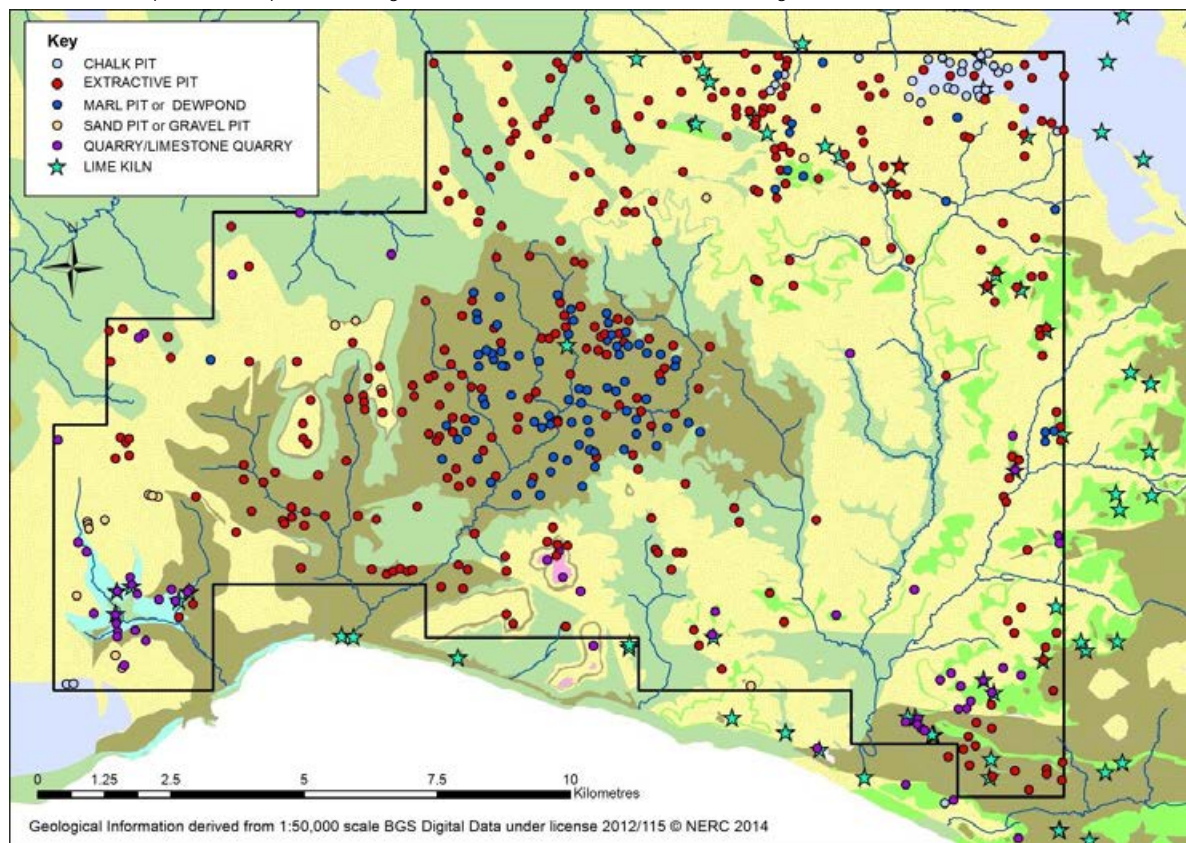 Key
CHALK PIT
EXTRACTIVE PIT
MARL PIT or DEWPOND
SAND PIT or GRAVEL PIT
QUARRY/LIMESTONE QUARRY
LIME KILN
0 1.25 2.5 5 7.5 10
Kilometres
Geological Information derived from 1:50,000 scale BGS Digital Data under license 2012/115 © NERC 2014